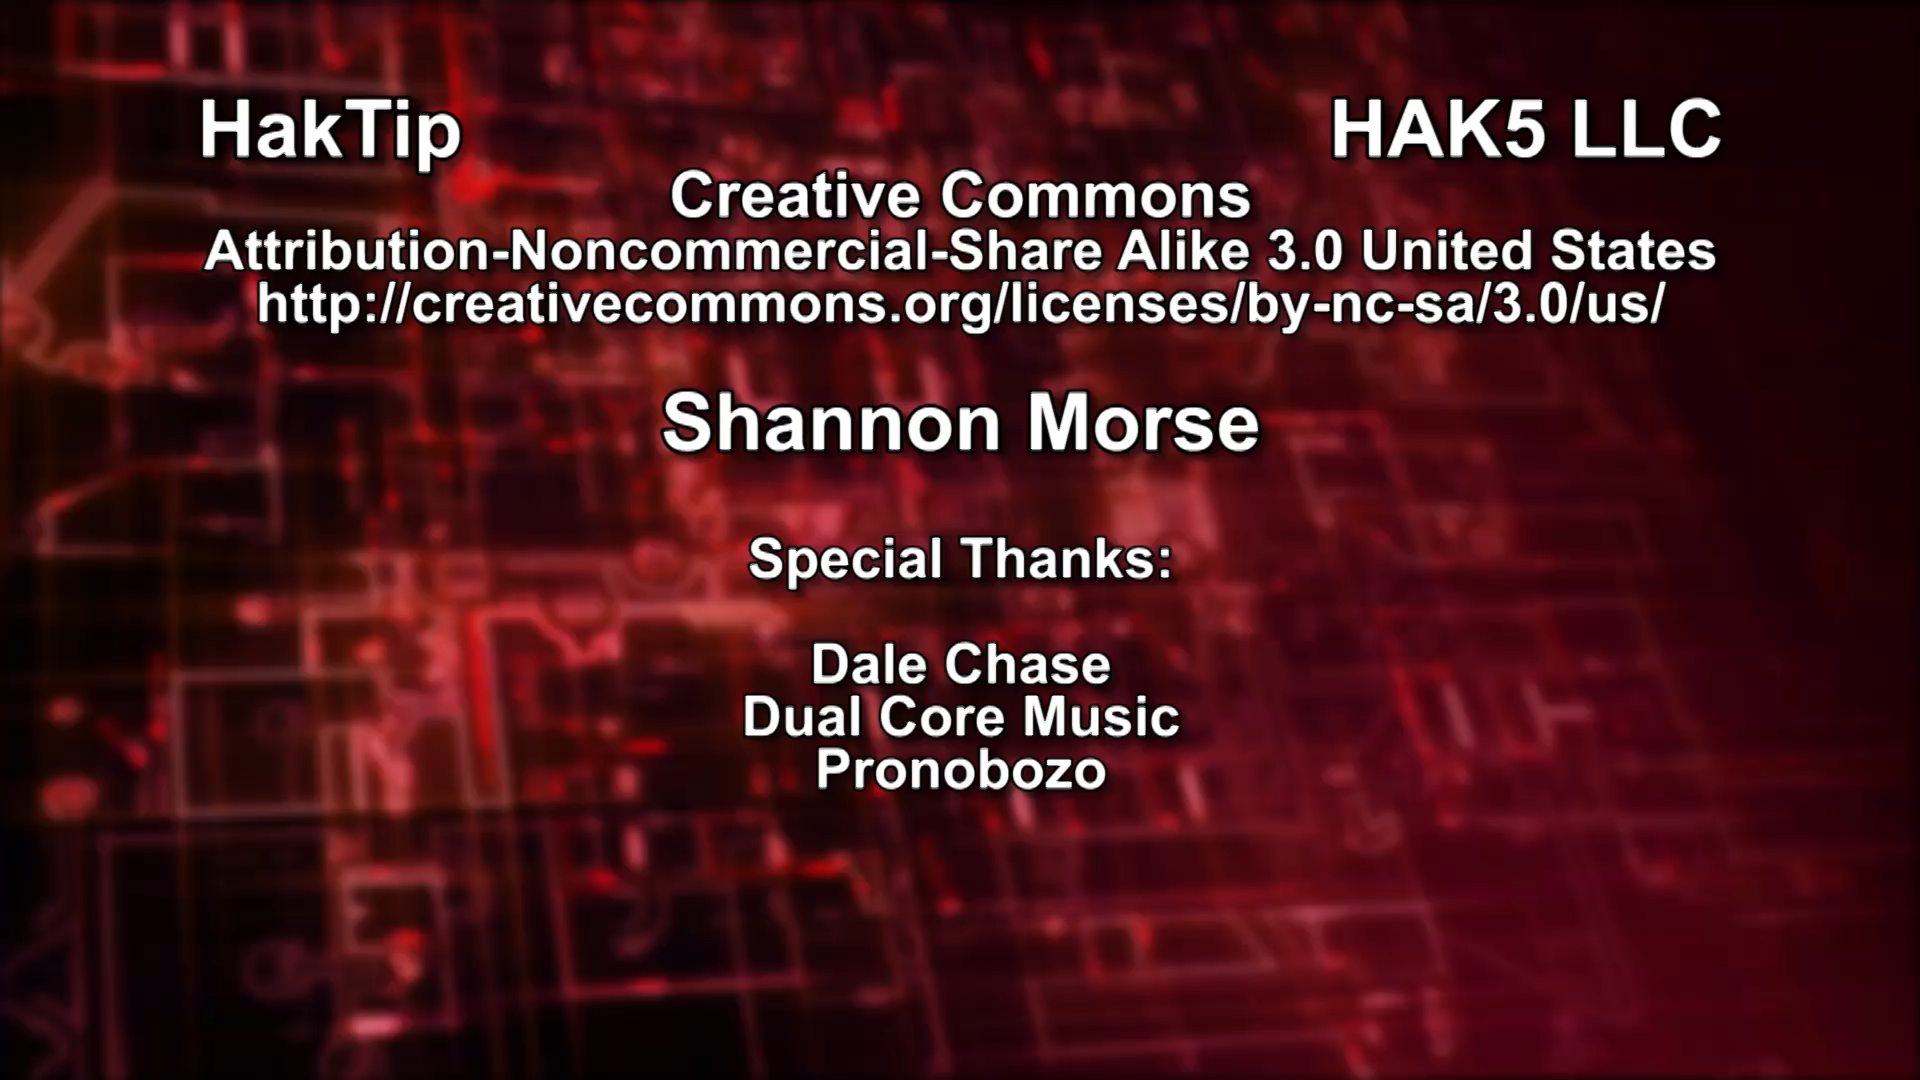 HakTip HAK5 LLC
Creative Commons
Attribution-Noncommercial-Share Alike 3.0 United States
http://creativecommons.org/licenses/by-nc-sa/3.0/us/
Shannon Morse
Special Thanks:
Dale Chase
Dual Core Music
Pronobozo